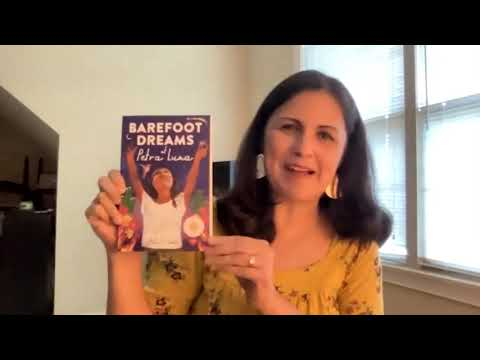 BAREFOOT
DREAMS
of
Petra Luna